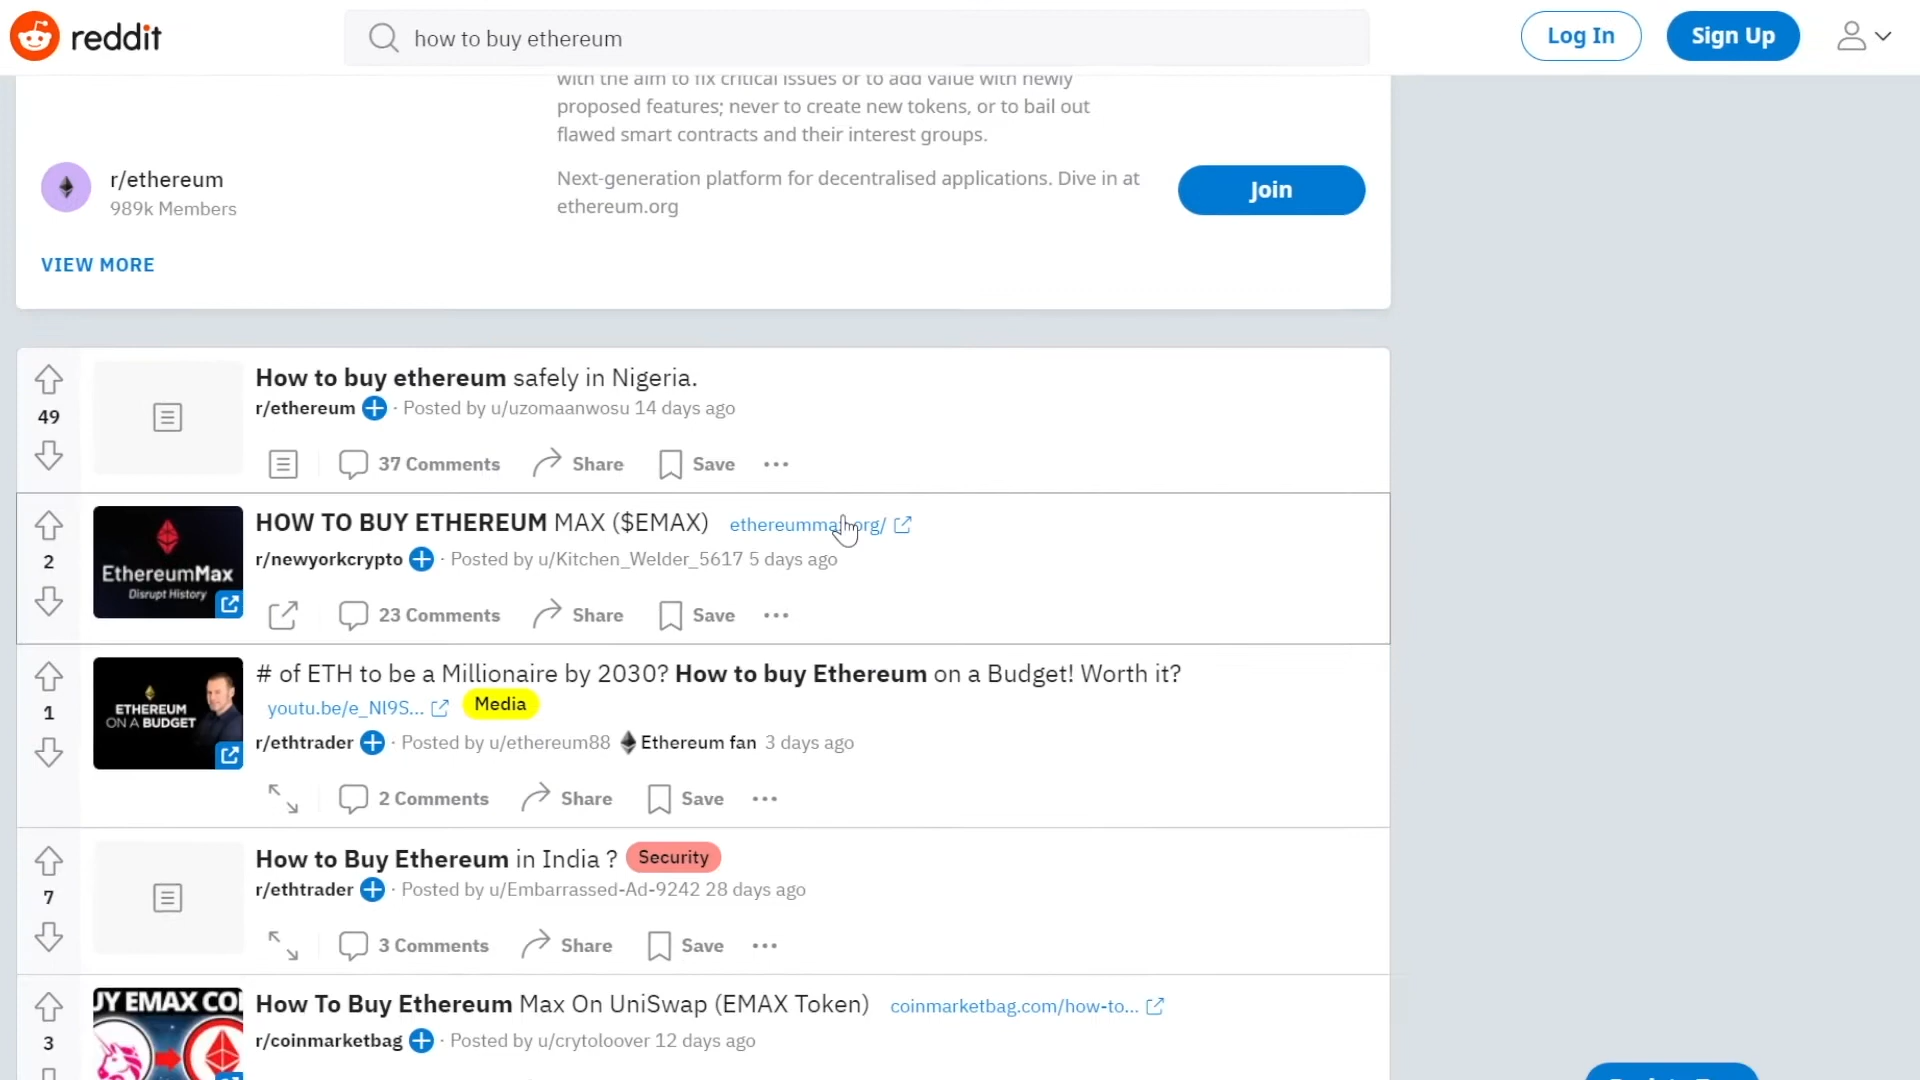 reddit
how to buy ethereum
Log In
Sign Up
with the aim to fix critical issues or to add value with newly
proposed features; never to create new tokens, or to bail out
flawed smart contracts and their interest groups.
r/ethereum
989k Members
Next-generation platform for decentralised applications. Dive in at
ethereum.org
Join
VIEW MORE
49
How to buy ethereum safely in Nigeria.
r/ethereum · Posted by u/uzomaanwosu 14 days ago
37 Comments Share Save
2
EthereumMax
Disrupt History
HOW TO BUY ETHEREUM MAX ($EMAX) ethereummax.org/
r/newyorkcrypto · Posted by u/Kitchen_Welder_5617 5 days ago
23 Comments Share Save
1
ETHEREUM
ON A BUDGET
# of ETH to be a Millionaire by 2030? How to buy Ethereum on a Budget! Worth it?
youtu.be/e_NI9S... Media
r/ethtrader · Posted by u/ethereum88 Ethereum fan 3 days ago
2 Comments Share Save
7
How to Buy Ethereum in India ? Security
r/ethtrader · Posted by u/Embarrassed-Ad-9242 28 days ago
3 Comments Share Save
3
UY EMAX COI
How To Buy Ethereum Max On UniSwap (EMAX Token) coinmarketbag.com/how-to...
r/coinmarketbag · Posted by u/crytoloover 12 days ago